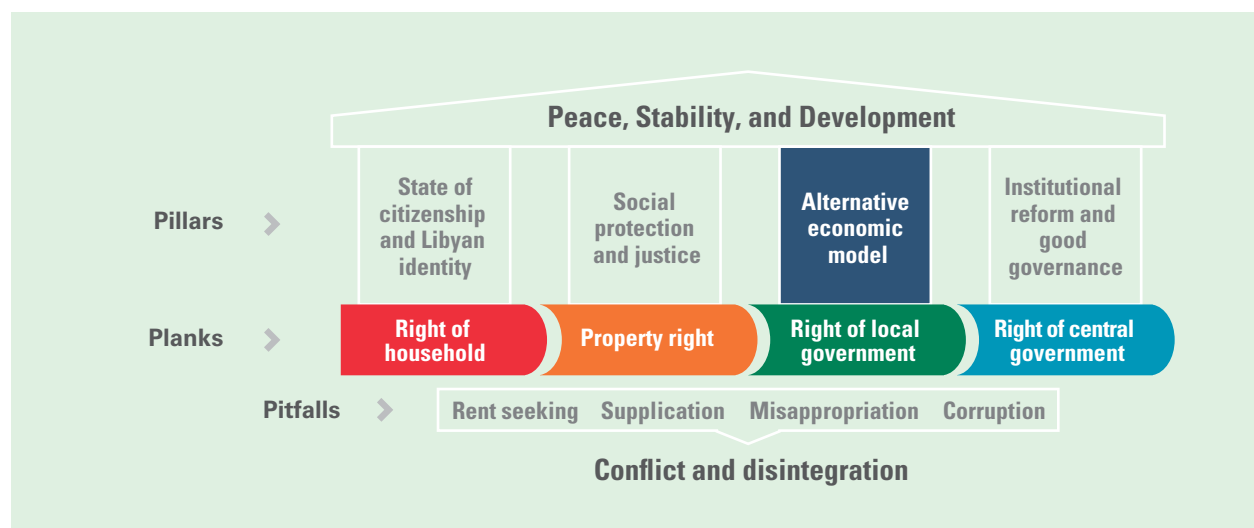 Peace, Stability, and Development
Pillars
State of
citizenship
and Libyan
identity
Social
protection
and justice
Alternative
economic
model
Institutional
reform and
good
governance
Planks
Right of
household
Property right
Right of local
government
Right of central
government
Pitfalls
Rent seeking
Supplication
Misappropriation
Corruption
Conflict and disintegration